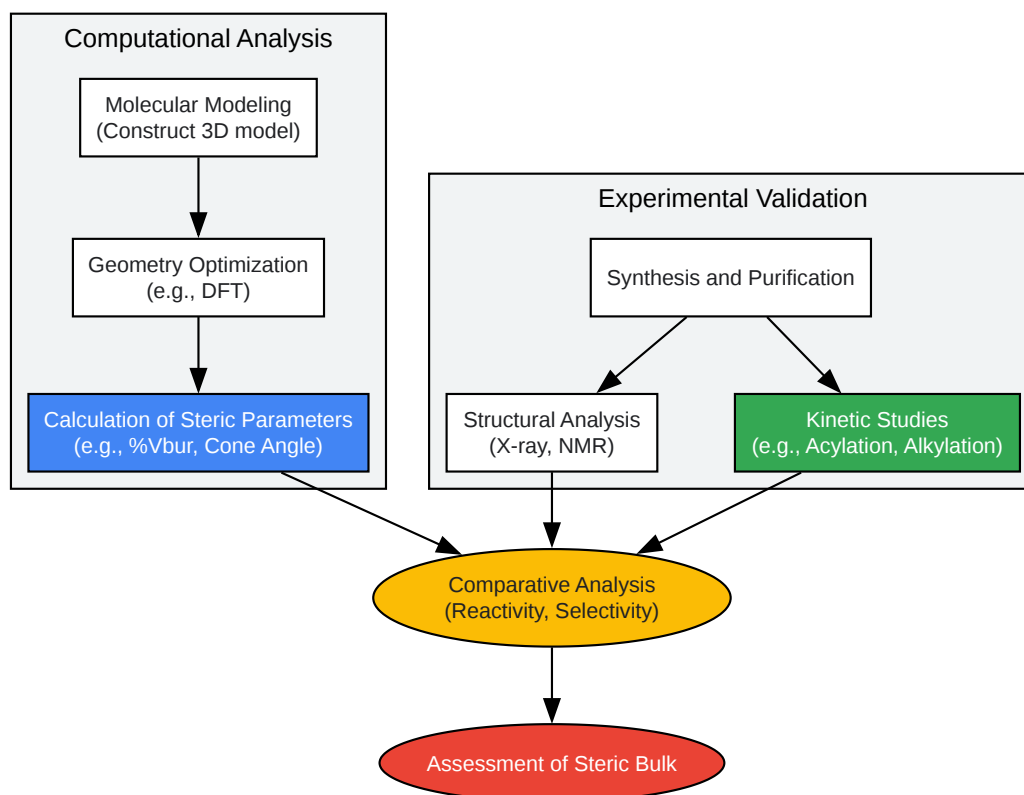 Computational Analysis
Molecular Modeling
(Construct 3D model)
Geometry Optimization
(e.g., DFT)
Calculation of Steric Parameters
(e.g., %Vbur, Cone Angle)
Experimental Validation
Synthesis and Purification
Structural Analysis
(X-ray, NMR)
Kinetic Studies
(e.g., Acylation, Alkylation)
Comparative Analysis
(Reactivity, Selectivity)
Assessment of Steric Bulk